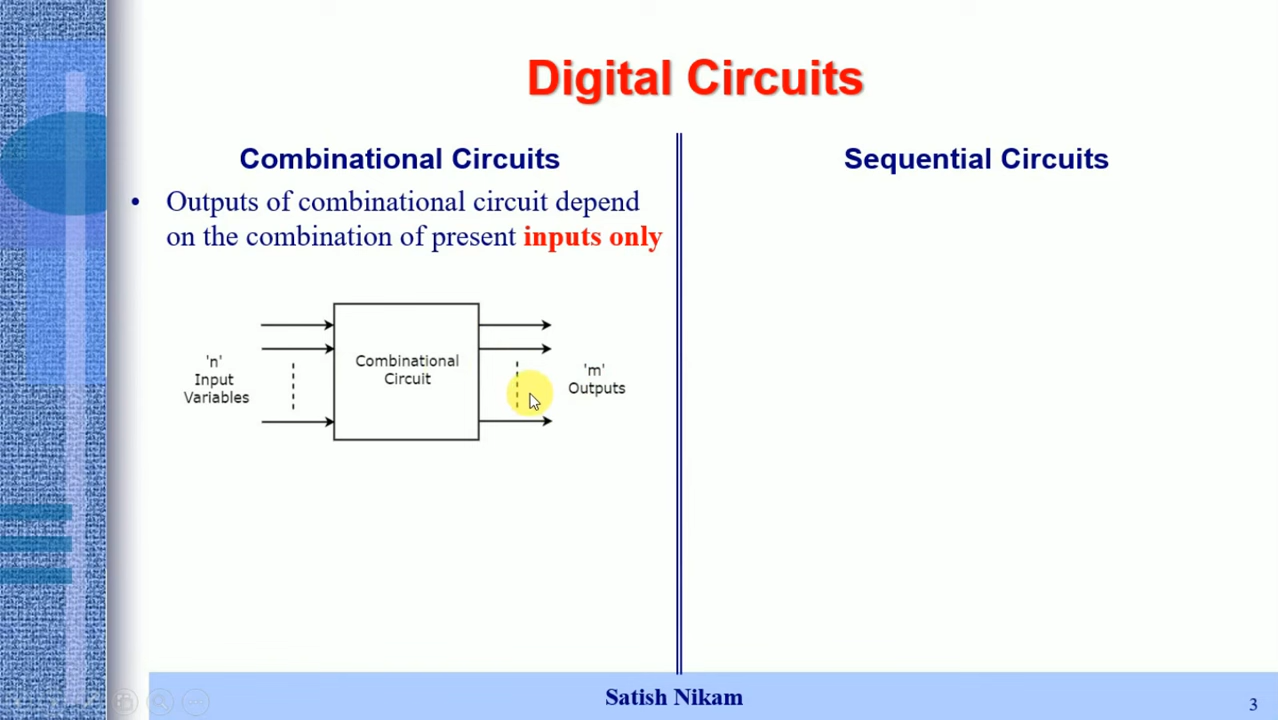 Digital Circuits
Combinational Circuits
• Outputs of combinational circuit depend
on the combination of present inputs only
'n'
Input
Variables
Combinational
Circuit
'm'
Outputs
Sequential Circuits
Satish Nikam
3